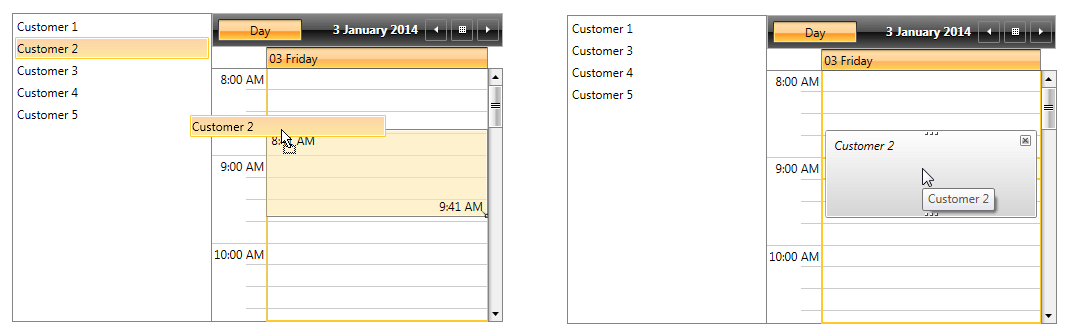 Customer 1
Customer 2
Customer 3
Customer 4
Customer 5
Day
3 January 2014
03 Friday
8:00 AM
Customer 2
9:00 AM
9:41 AM
10:00 AM
Customer 1
Customer 3
Customer 4
Customer 5
Day
3 January 2014
03 Friday
8:00 AM
Customer 2
9:00 AM
Customer 2
10:00 AM